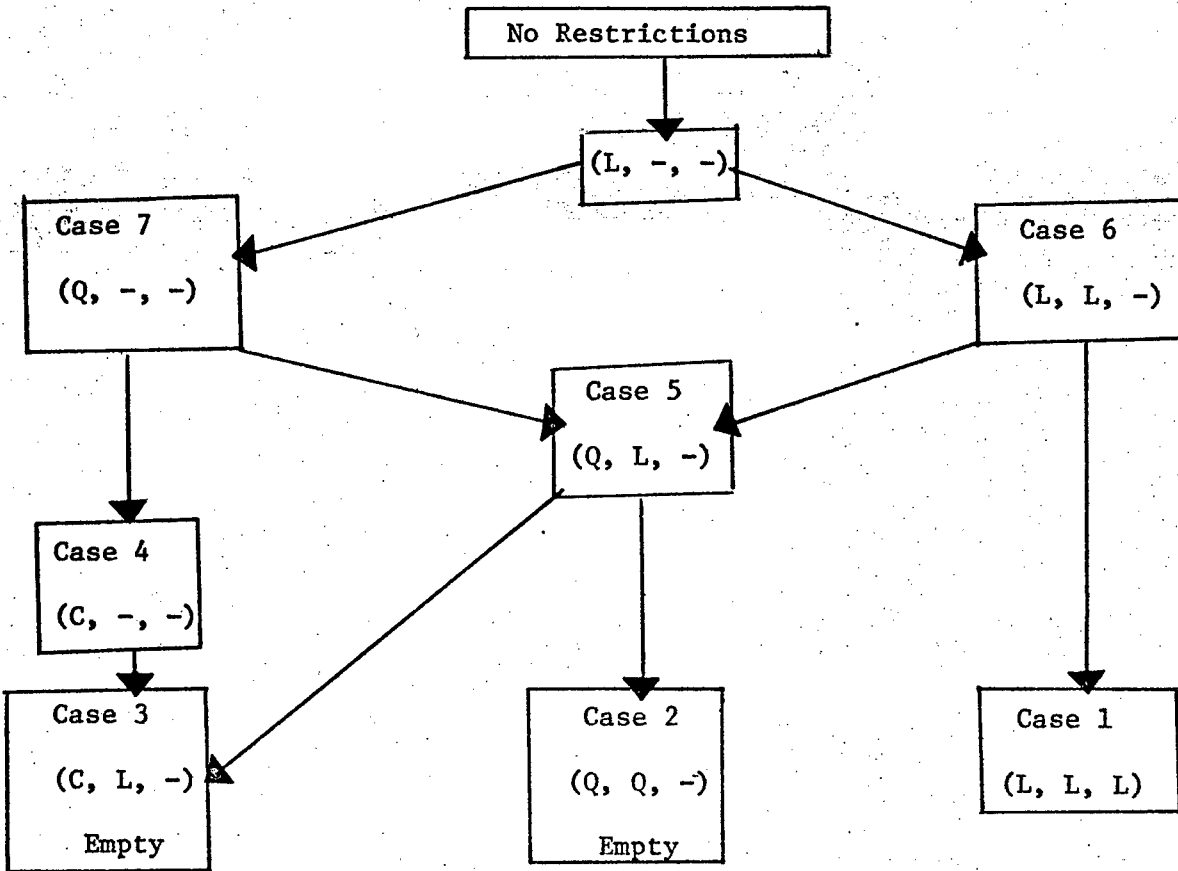 No Restrictions
(L, -, -)
Case 7
(Q, -, -)
Case 6
(L, L, -)
Case 5
(Q, L, -)
Case 4
(C, -, -)
Case 3
(C, L, -)
Empty
Case 2
(Q, Q, -)
Empty
Case 1
(L, L, L)